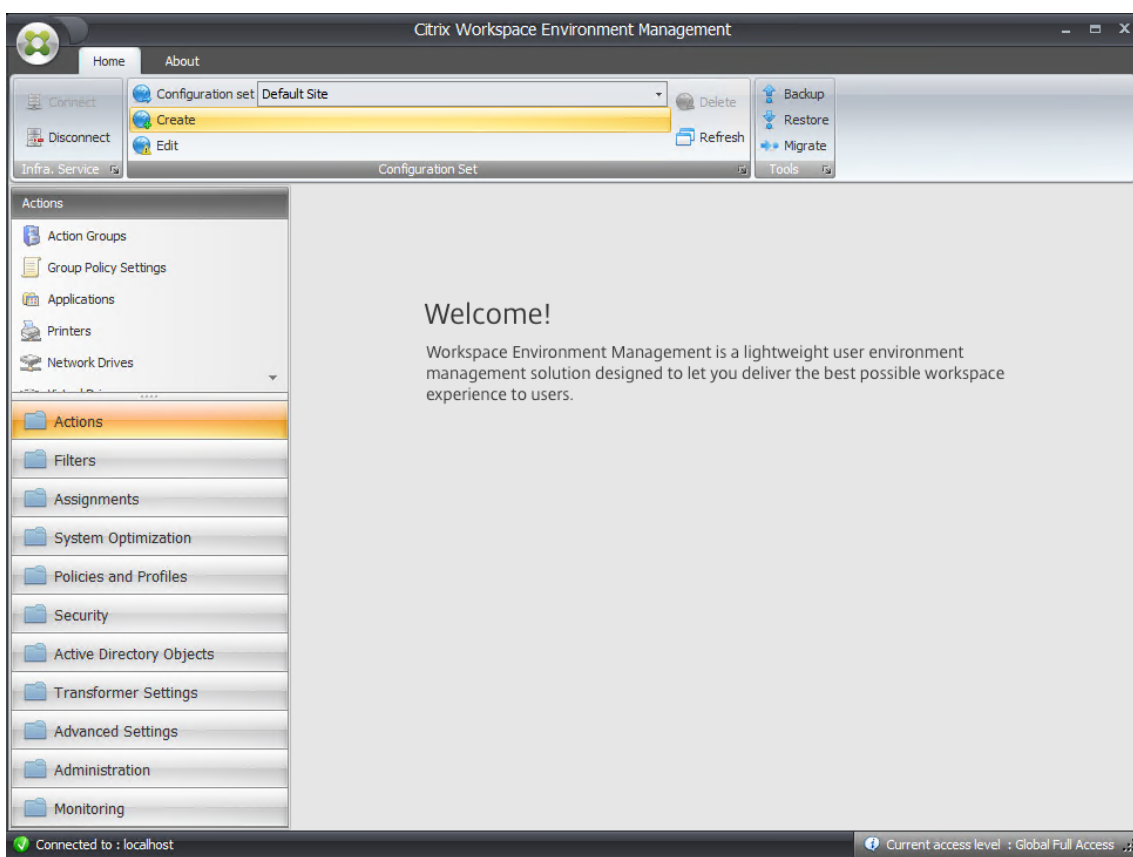 Citrix Workspace Environment Management
Home About
Connect
Disconnect
Infra. Service
Configuration set Default Site
Create
Edit
Delete
Refresh
Configuration Set
Backup
Restore
Migrate
Tools
Actions
Action Groups
Group Policy Settings
Applications
Printers
Network Drives
Actions
Filters
Assignments
System Optimization
Policies and Profiles
Security
Active Directory Objects
Transformer Settings
Advanced Settings
Administration
Monitoring
Welcome!
Workspace Environment Management is a lightweight user environment
management solution designed to let you deliver the best possible workspace
experience to users.
Connected to : localhost
Current access level : Global Full Access